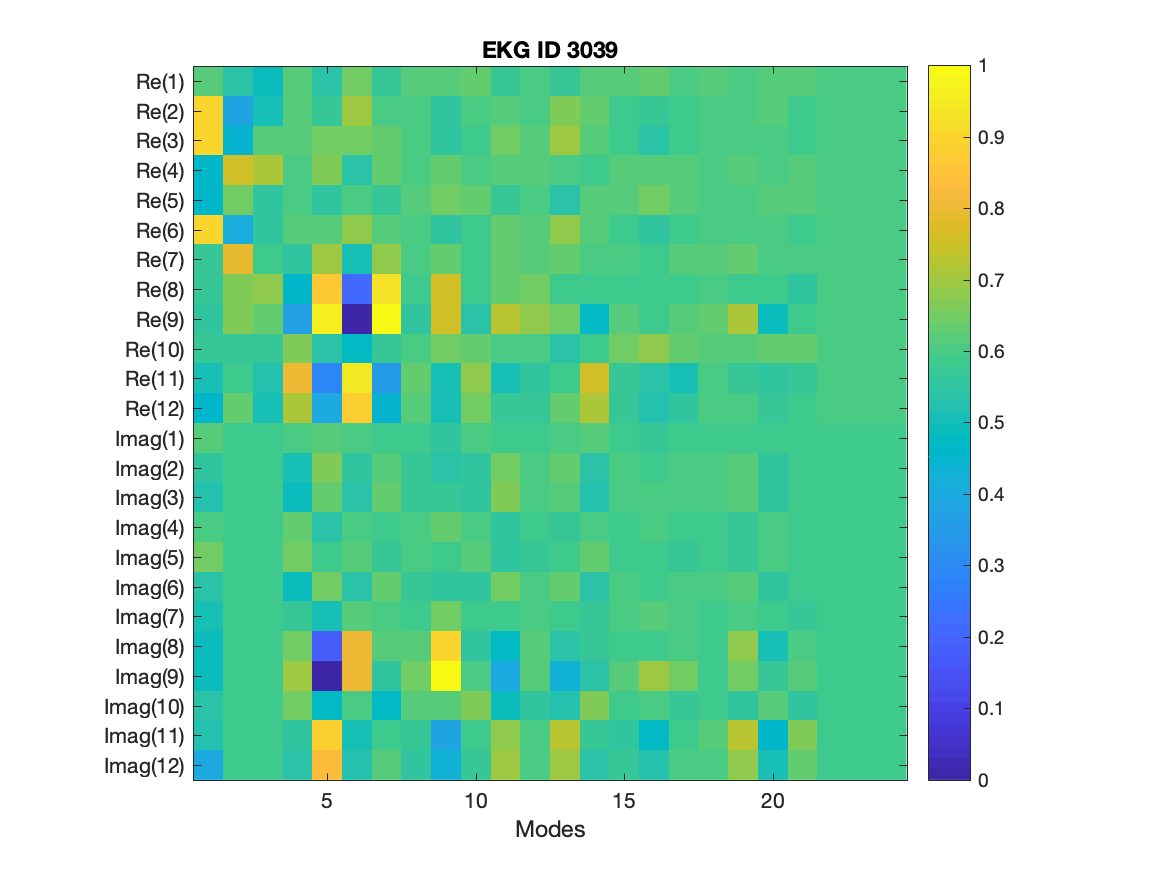 EKG ID 3039
Re(1)
Re(2)
Re(3)
Re(4)
Re(5)
Re(6)
Re(7)
Re(8)
Re(9)
Re(10)
Re(11)
Re(12)
Imag(1)
Imag(2)
Imag(3)
Imag(4)
Imag(5)
Imag(6)
Imag(7)
Imag(8)
Imag(9)
Imag(10)
Imag(11)
Imag(12)
5 10 15 20
Modes
1
0.9
0.8
0.7
0.6
0.5
0.4
0.3
0.2
0.1
0